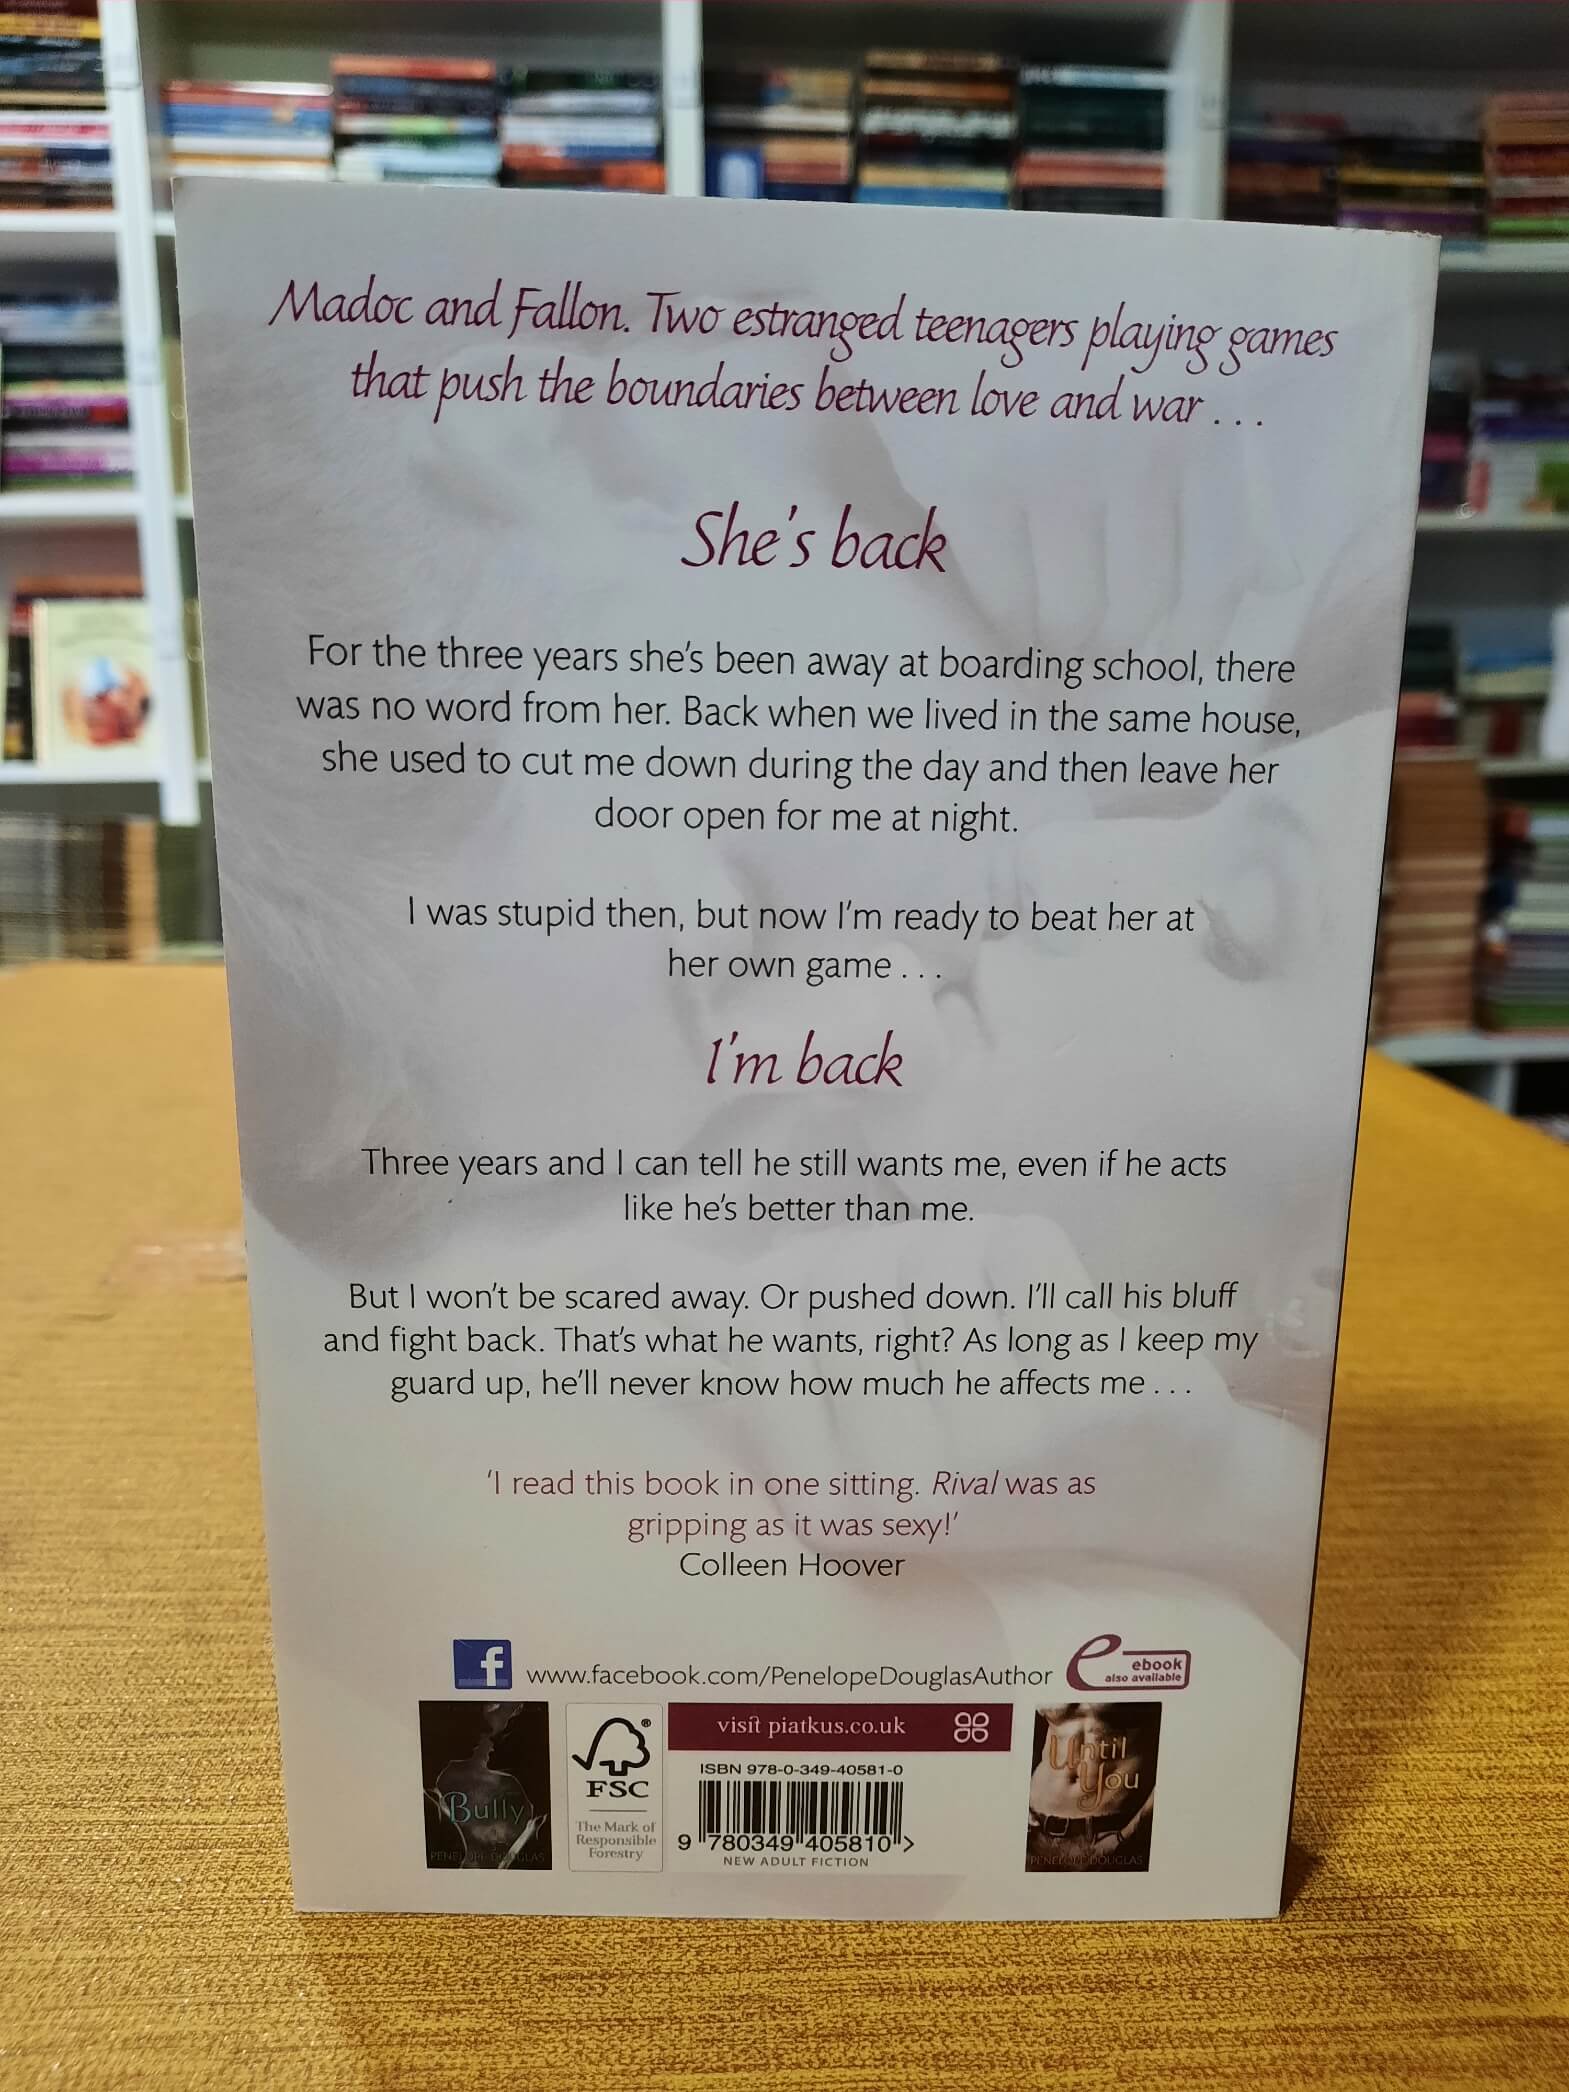 Madoc and Fallon. Two estranged teenagers playing games
that push the boundaries between love and war . . .
She's back
For the three years she's been away at boarding school, there
was no word from her. Back when we lived in the same house,
she used to cut me down during the day and then leave her
door open for me at night.
I was stupid then, but now I'm ready to beat her at
her own game . . .
I'm back
Three years and I can tell he still wants me, even if he acts
like he's better than me.
But I won't be scared away. Or pushed down. I'll call his bluff
and fight back. That's what he wants, right? As long as I keep my
guard up, he'll never know how much he affects me . . .
'I read this book in one sitting. Rival was as
gripping as it was sexy!'
Colleen Hoover
f www.facebook.com/PenelopeDouglasAuthor
e ebook
also available
Bully
PENELOPE DOUGLAS
FSC
®
The Mark of
Responsible
Forestry
visit piatkus.co.uk
ISBN 978-0-349-40581-0
9 780349 405810 >
NEW ADULT FICTION
Until
You
PENELOPE DOUGLAS